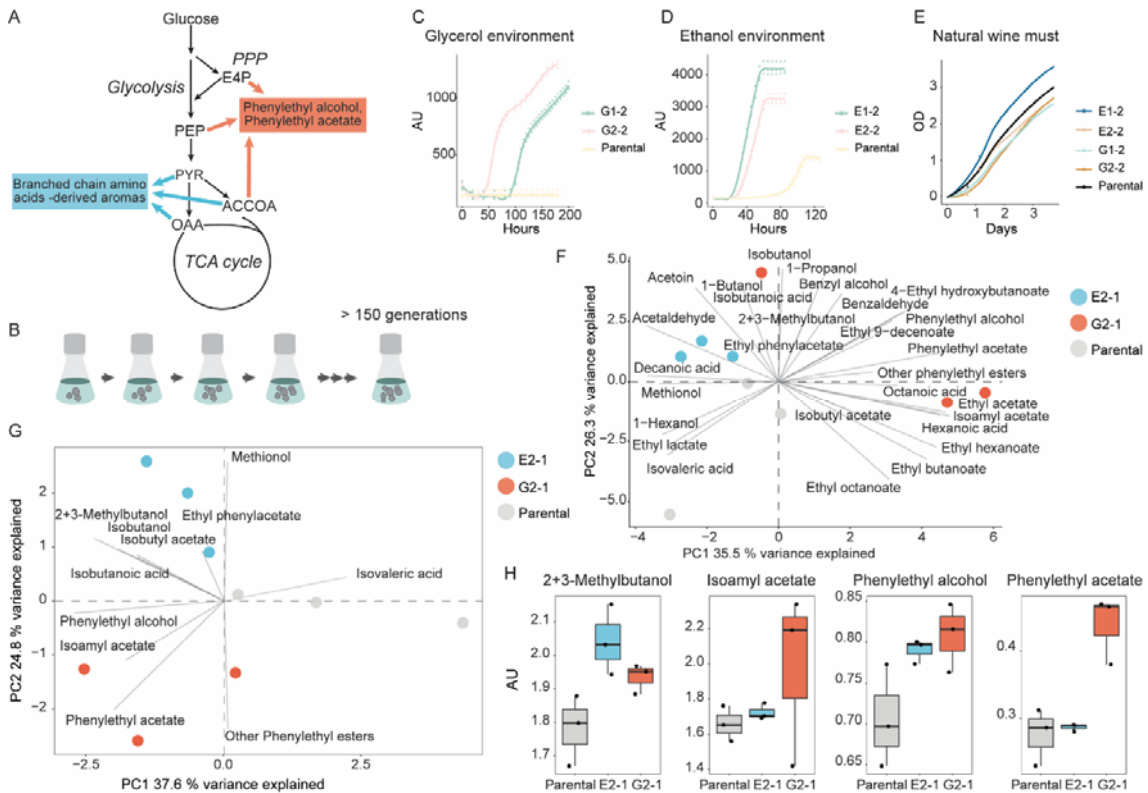 A
Glucose
PPP
E4P
Glycolysis
Phenylethyl alcohol,
Phenylethyl acetate
PEP
Branched chain amino
acids -derived aromas
PYR
ACCOA
OAA
TCA cycle
B
> 150 generations
C
Glycerol environment
AU
1000
500
0
50
100
150
200
Hours
G1-2
G2-2
Parental
D
Ethanol environment
AU
4000
3000
2000
1000
0
0
40
80
120
Hours
E1-2
E2-2
Parental
E
Natural wine must
OD
3
2
1
0
0
1
2
3
Days
E1-2
E2-2
G1-2
G2-2
Parental
F
PC2 26.3 % variance explained
5.0
2.5
0.0
−2.5
−5.0
Isobutanol
1−Propanol
Acetoin
1−Butanol
Benzyl alcohol
4−Ethyl hydroxybutanoate
Isobutanoic acid
Benzaldehyde
Acetaldehyde
2+3−Methylbutanol
Phenylethyl alcohol
Ethyl 9−decenoate
Ethyl phenylacetate
Phenylethyl acetate
Decanoic acid
Other phenylethyl esters
Methionol
Octanoic acid
Ethyl acetate
Isobutyl acetate
Isoamyl acetate
1−Hexanol
Hexanoic acid
Ethyl lactate
Ethyl hexanoate
Isovaleric acid
Ethyl butanoate
Ethyl octanoate
−4
−2
0
2
4
6
PC1 35.5 % variance explained
E2-1
G2-1
Parental
G
PC2 24.8 % variance explained
2
1
0
−1
−2
Methionol
2+3−Methylbutanol
Ethyl phenylacetate
Isobutanol
Isobutyl acetate
Isobutanoic acid
Isovaleric acid
Phenylethyl alcohol
Isoamyl acetate
Phenylethyl acetate
Other Phenylethyl esters
−2.5
0.0
2.5
PC1 37.6 % variance explained
E2-1
G2-1
Parental
H
2+3-Methylbutanol
AU
2.1
2.0
1.9
1.8
1.7
Parental E2-1 G2-1
Isoamyl acetate
2.2
2.0
1.8
1.6
1.4
Parental E2-1 G2-1
Phenylethyl alcohol
0.85
0.80
0.75
0.70
0.65
Parental E2-1 G2-1
Phenylethyl acetate
0.4
0.3
Parental E2-1 G2-1